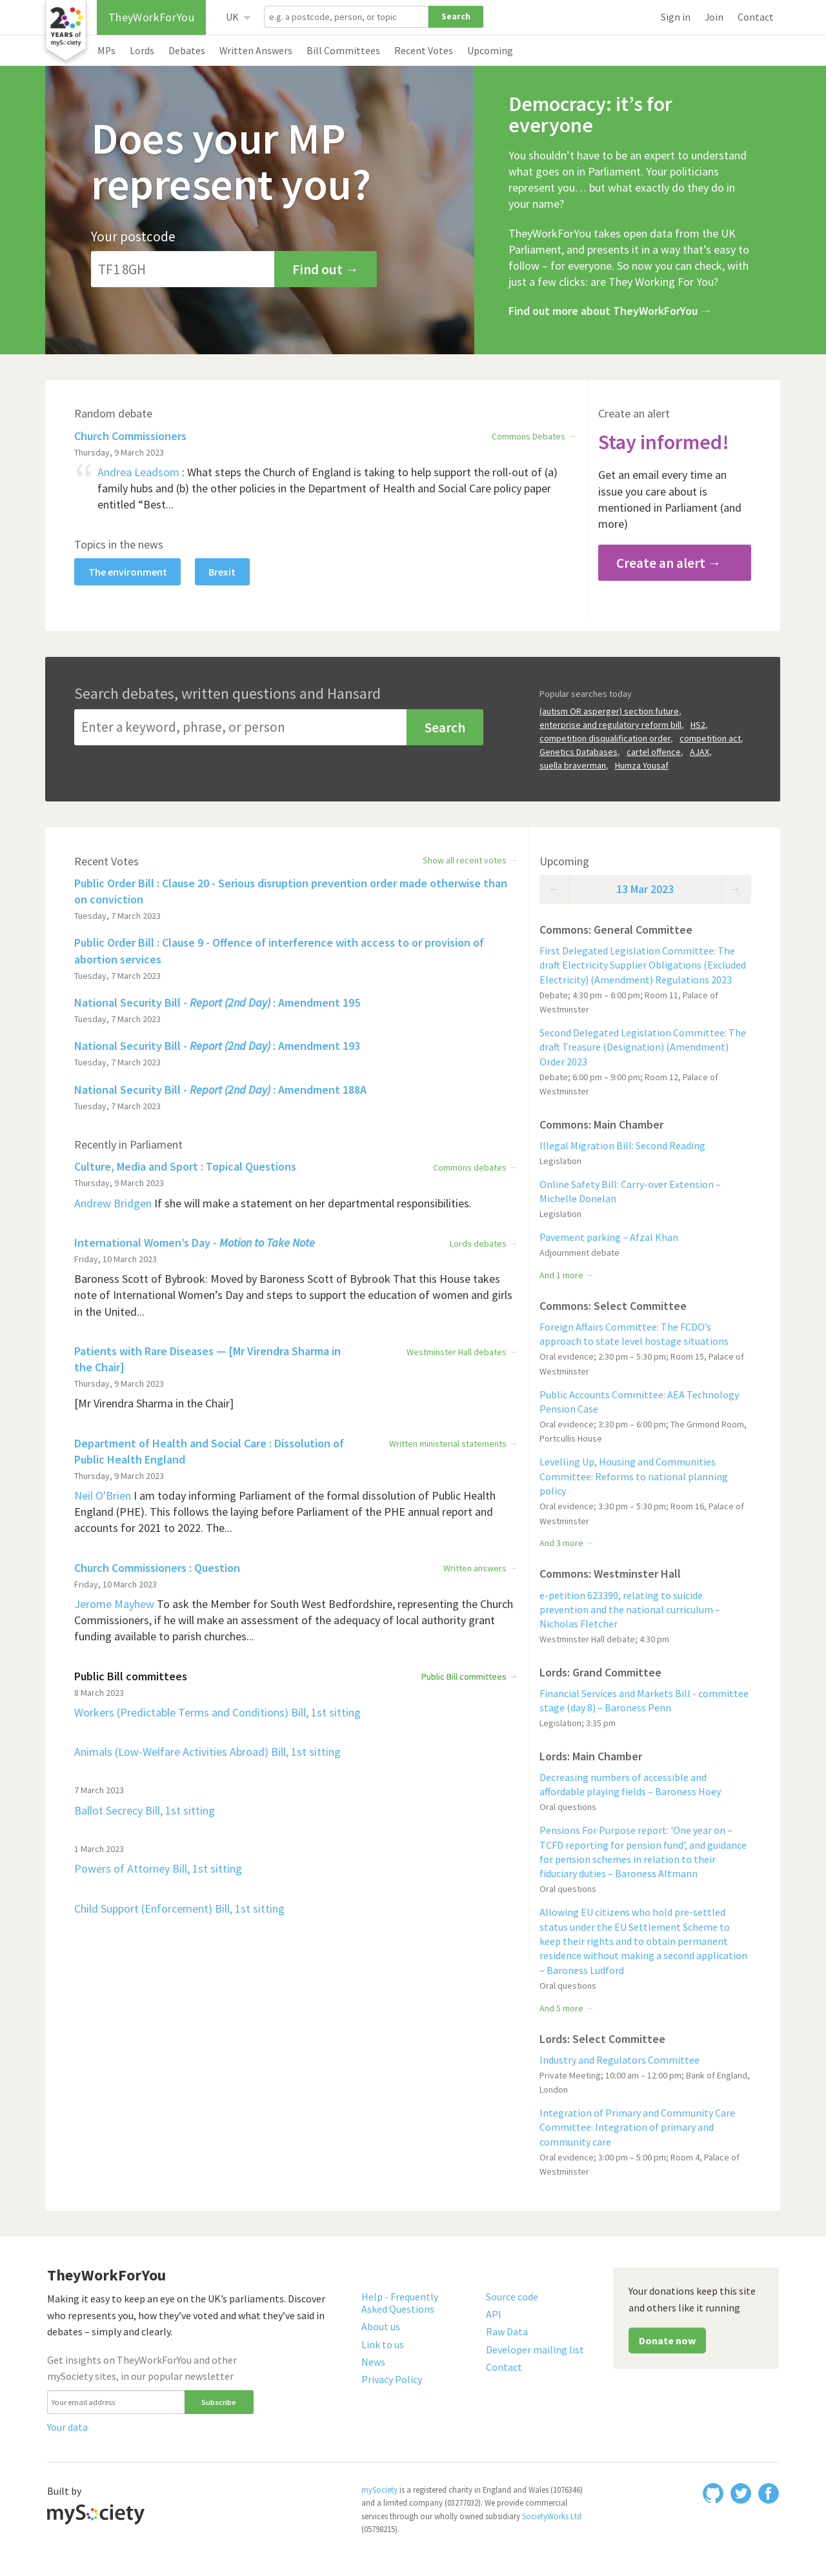 20
YEARS of
mySociety
TheyWorkForYou
UK
e.g. a postcode, person, or topic
Search
Sign in
Join
Contact
MPs
Lords
Debates
Written Answers
Bill Committees
Recent Votes
Upcoming
Does your MP
represent you?
Your postcode
TF1 8GH
Find out →
Democracy: it’s for
everyone
You shouldn’t have to be an expert to understand
what goes on in Parliament. Your politicians
represent you… but what exactly do they do in
your name?
TheyWorkForYou takes open data from the UK
Parliament, and presents it in a way that’s easy to
follow – for everyone. So now you can check, with
just a few clicks: are They Working For You?
Find out more about TheyWorkForYou →
Random debate
Church Commissioners
Commons Debates →
Thursday, 9 March 2023
“ Andrea Leadsom : What steps the Church of England is taking to help support the roll-out of (a)
family hubs and (b) the other policies in the Department of Health and Social Care policy paper
entitled “Best...
Topics in the news
The environment
Brexit
Create an alert
Stay informed!
Get an email every time an
issue you care about is
mentioned in Parliament (and
more)
Create an alert →
Search debates, written questions and Hansard
Enter a keyword, phrase, or person
Search
Popular searches today
(autism OR asperger) section:future,
enterprise and regulatory reform bill, HS2,
competition disqualification order, competition act,
Genetics Databases, cartel offence, AJAX,
suella braverman, Humza Yousaf
Recent Votes
Show all recent votes →
Public Order Bill : Clause 20 - Serious disruption prevention order made otherwise than
on conviction
Tuesday, 7 March 2023
Public Order Bill : Clause 9 - Offence of interference with access to or provision of
abortion services
Tuesday, 7 March 2023
National Security Bill - Report (2nd Day) : Amendment 195
Tuesday, 7 March 2023
National Security Bill - Report (2nd Day) : Amendment 193
Tuesday, 7 March 2023
National Security Bill - Report (2nd Day) : Amendment 188A
Tuesday, 7 March 2023
Recently in Parliament
Culture, Media and Sport : Topical Questions
Commons debates →
Thursday, 9 March 2023
Andrew Bridgen If she will make a statement on her departmental responsibilities.
International Women’s Day - Motion to Take Note
Lords debates →
Friday, 10 March 2023
Baroness Scott of Bybrook: Moved by Baroness Scott of Bybrook That this House takes
note of International Women’s Day and steps to support the education of women and girls
in the United...
Patients with Rare Diseases — [Mr Virendra Sharma in
the Chair]
Westminster Hall debates →
Thursday, 9 March 2023
[Mr Virendra Sharma in the Chair]
Department of Health and Social Care : Dissolution of
Public Health England
Written ministerial statements →
Thursday, 9 March 2023
Neil O'Brien I am today informing Parliament of the formal dissolution of Public Health
England (PHE). This follows the laying before Parliament of the PHE annual report and
accounts for 2021 to 2022. The...
Church Commissioners : Question
Written answers →
Friday, 10 March 2023
Jerome Mayhew To ask the Member for South West Bedfordshire, representing the Church
Commissioners, if he will make an assessment of the adequacy of local authority grant
funding available to parish churches...
Public Bill committees
Public Bill committees →
8 March 2023
Workers (Predictable Terms and Conditions) Bill, 1st sitting
Animals (Low-Welfare Activities Abroad) Bill, 1st sitting
7 March 2023
Ballot Secrecy Bill, 1st sitting
1 March 2023
Powers of Attorney Bill, 1st sitting
Child Support (Enforcement) Bill, 1st sitting
Upcoming
← 13 Mar 2023 →
Commons: General Committee
First Delegated Legislation Committee: The
draft Electricity Supplier Obligations (Excluded
Electricity) (Amendment) Regulations 2023
Debate; 4:30 pm – 6:00 pm; Room 11, Palace of
Westminster
Second Delegated Legislation Committee: The
draft Treasure (Designation) (Amendment)
Order 2023
Debate; 6:00 pm – 9:00 pm; Room 12, Palace of
Westminster
Commons: Main Chamber
Illegal Migration Bill: Second Reading
Legislation
Online Safety Bill: Carry-over Extension –
Michelle Donelan
Legislation
Pavement parking – Afzal Khan
Adjournment debate
And 1 more →
Commons: Select Committee
Foreign Affairs Committee: The FCDO’s
approach to state level hostage situations
Oral evidence; 2:30 pm – 5:30 pm; Room 15, Palace of
Westminster
Public Accounts Committee: AEA Technology
Pension Case
Oral evidence; 3:30 pm – 6:00 pm; The Grimond Room,
Portcullis House
Levelling Up, Housing and Communities
Committee: Reforms to national planning
policy
Oral evidence; 3:30 pm – 5:30 pm; Room 16, Palace of
Westminster
And 3 more →
Commons: Westminster Hall
e-petition 623390, relating to suicide
prevention and the national curriculum –
Nicholas Fletcher
Westminster Hall debate; 4:30 pm
Lords: Grand Committee
Financial Services and Markets Bill - committee
stage (day 8) – Baroness Penn
Legislation; 3:35 pm
Lords: Main Chamber
Decreasing numbers of accessible and
affordable playing fields – Baroness Hoey
Oral questions
Pensions For Purpose report: 'One year on –
TCFD reporting for pension fund', and guidance
for pension schemes in relation to their
fiduciary duties – Baroness Altmann
Oral questions
Allowing EU citizens who hold pre-settled
status under the EU Settlement Scheme to
keep their rights and to obtain permanent
residence without making a second application
– Baroness Ludford
Oral questions
And 5 more →
Lords: Select Committee
Industry and Regulators Committee
Private Meeting; 10:00 am – 12:00 pm; Bank of England,
London
Integration of Primary and Community Care
Committee: Integration of primary and
community care
Oral evidence; 3:00 pm – 5:00 pm; Room 4, Palace of
Westminster
TheyWorkForYou
Making it easy to keep an eye on the UK’s parliaments. Discover
who represents you, how they’ve voted and what they’ve said in
debates – simply and clearly.
Get insights on TheyWorkForYou and other
mySociety sites, in our popular newsletter
Your email address
Subscribe
Your data
Help - Frequently
Asked Questions
About us
Link to us
News
Privacy Policy
Source code
API
Raw Data
Developer mailing list
Contact
Your donations keep this site
and others like it running
Donate now
Built by
mySociety
mySociety is a registered charity in England and Wales (1076346)
and a limited company (03277032). We provide commercial
services through our wholly owned subsidiary SocietyWorks Ltd
(05798215).